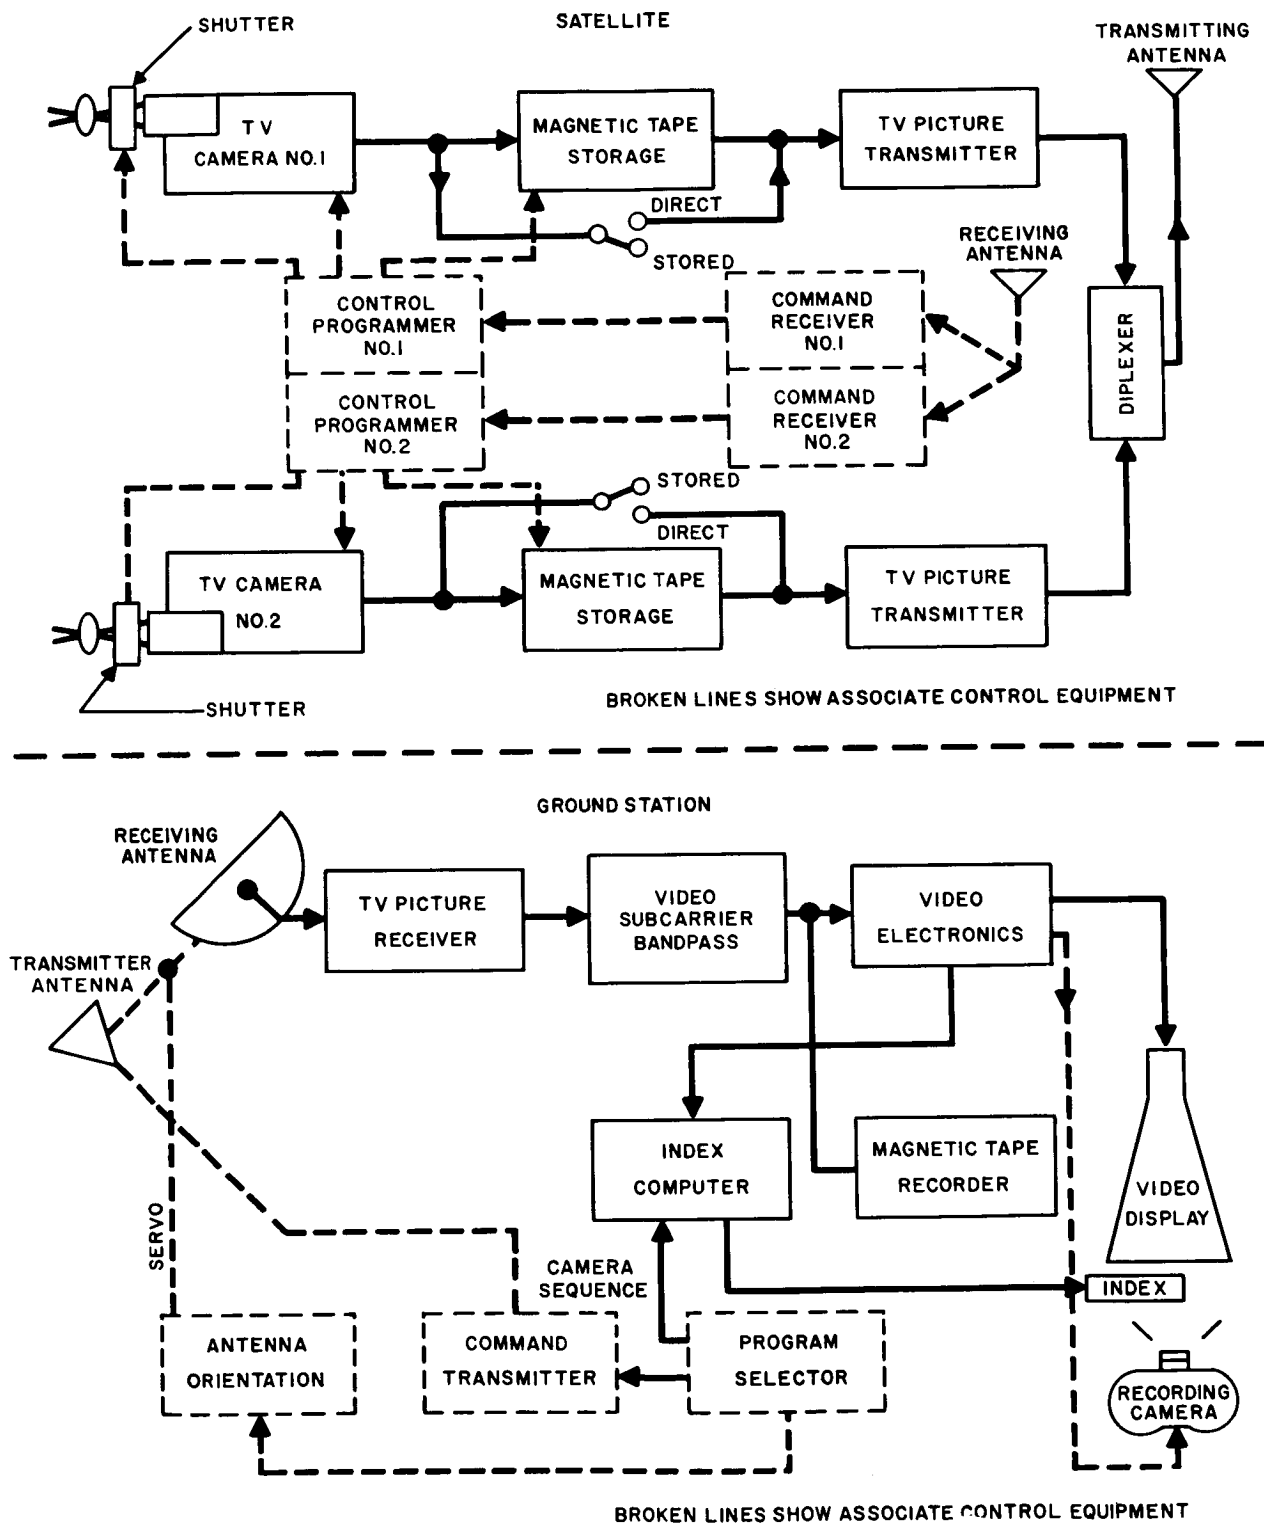 SHUTTER
SATELLITE
TRANSMITTING
ANTENNA
TV
CAMERA NO.1
MAGNETIC TAPE
STORAGE
TV PICTURE
TRANSMITTER
DIRECT
STORED
RECEIVING
ANTENNA
CONTROL
PROGRAMMER
NO.1
COMMAND
RECEIVER
NO.1
CONTROL
PROGRAMMER
NO.2
COMMAND
RECEIVER
NO.2
DIPLEXER
STORED
DIRECT
TV CAMERA
NO.2
MAGNETIC TAPE
STORAGE
TV PICTURE
TRANSMITTER
SHUTTER
BROKEN LINES SHOW ASSOCIATE CONTROL EQUIPMENT
GROUND STATION
RECEIVING
ANTENNA
TV PICTURE
RECEIVER
VIDEO
SUBCARRIER
BANDPASS
VIDEO
ELECTRONICS
TRANSMITTER
ANTENNA
INDEX
COMPUTER
MAGNETIC TAPE
RECORDER
VIDEO
DISPLAY
SERVO
CAMERA
SEQUENCE
INDEX
ANTENNA
ORIENTATION
COMMAND
TRANSMITTER
PROGRAM
SELECTOR
RECORDING
CAMERA
BROKEN LINES SHOW ASSOCIATE CONTROL EQUIPMENT